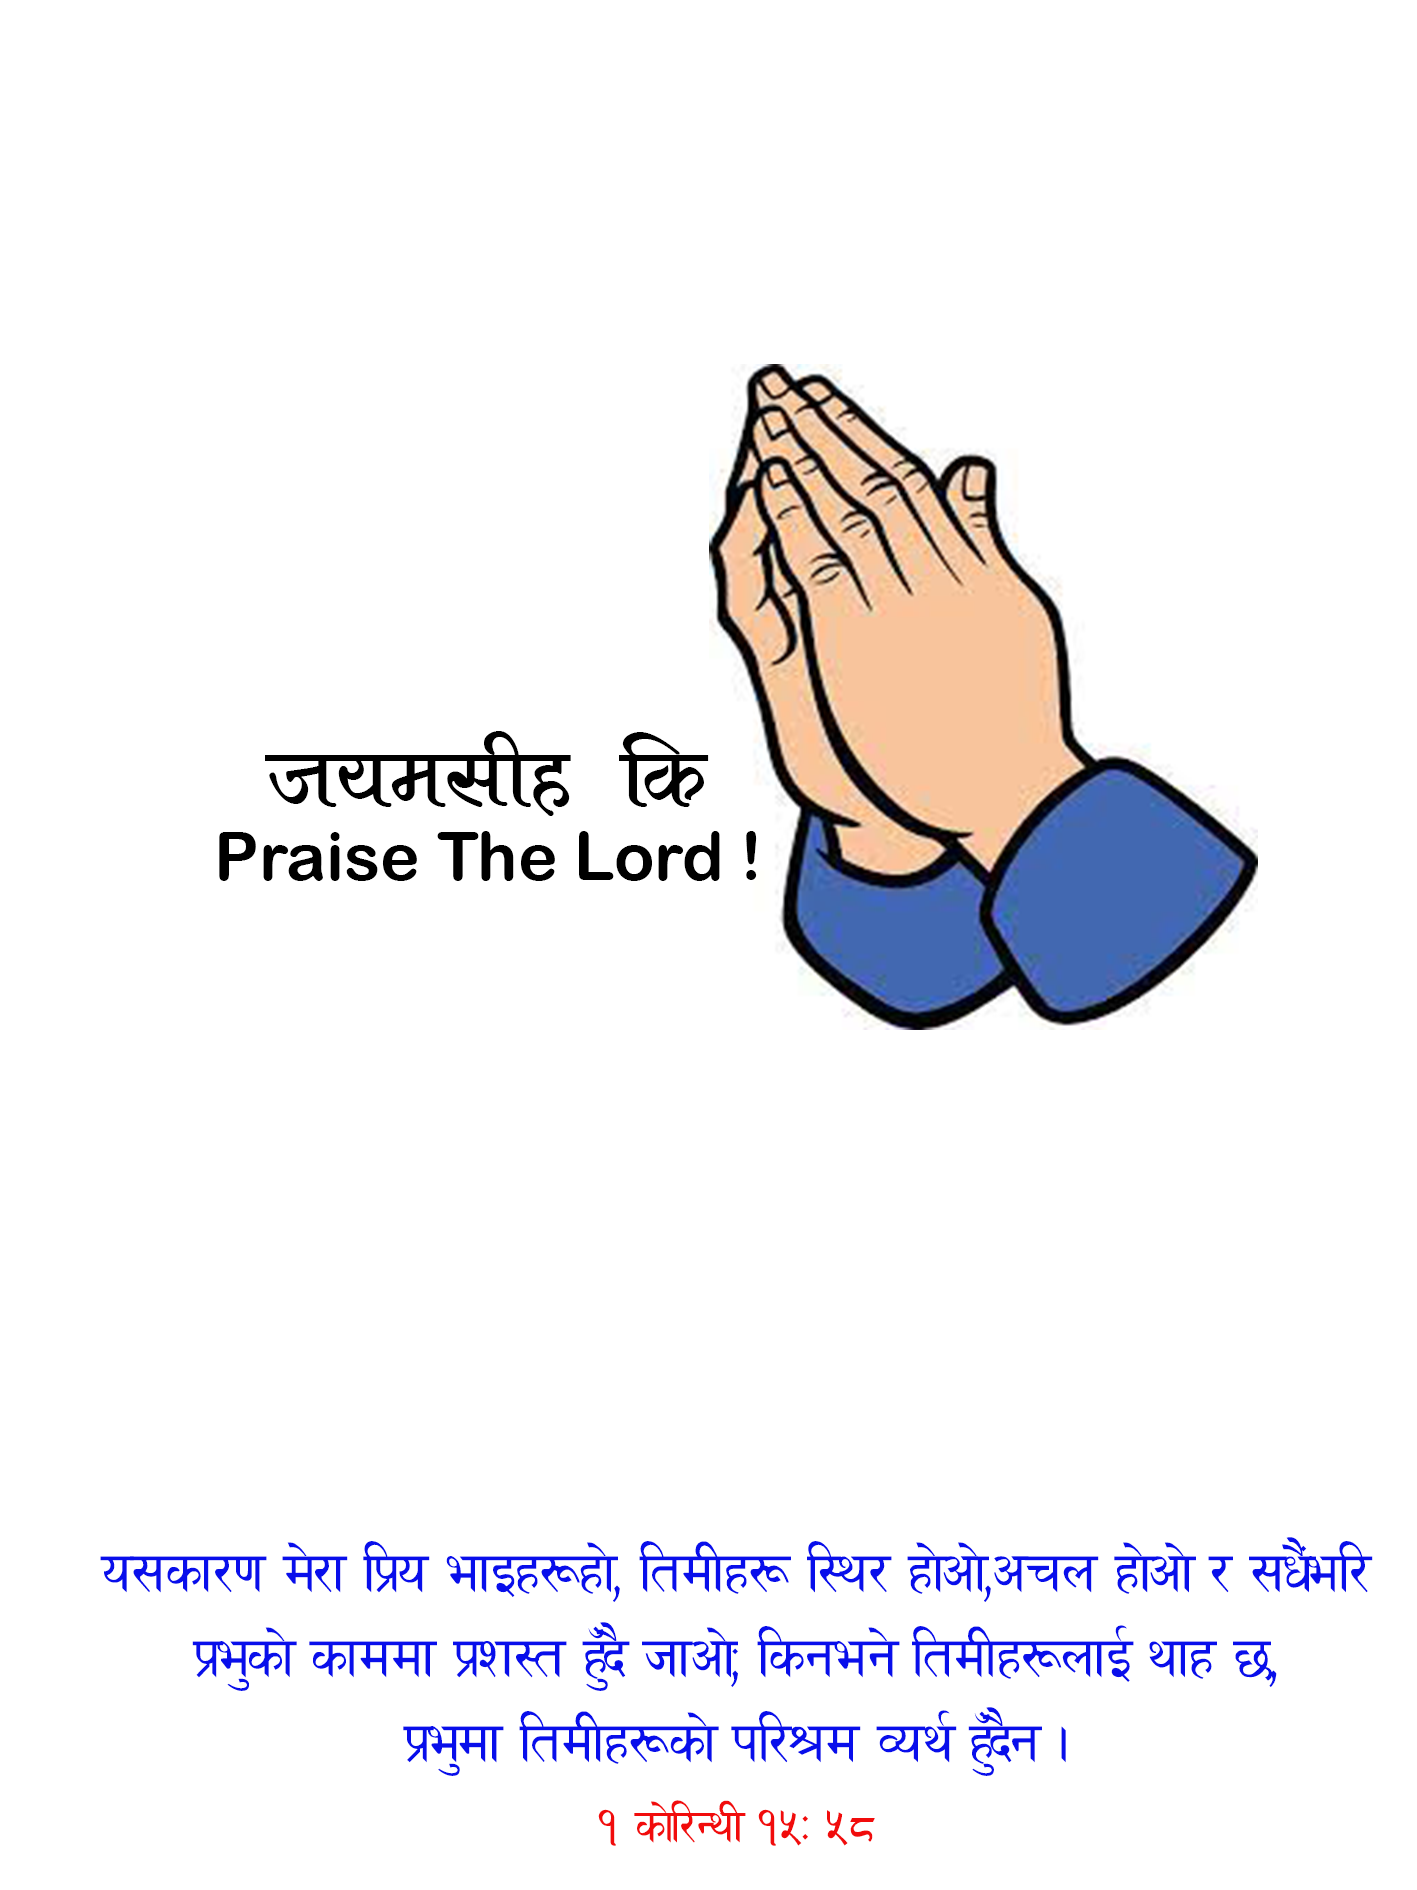 जयमसीह कि
Praise The Lord !
यसकारण मेरा प्रिय भाइहरूहो, तिमीहरू स्थिर होओ,अचल होओ र सधैंभरि
प्रभुको काममा प्रशस्त हुँदै जाओ; किनभने तिमीहरूलाई थाह छ,
प्रभुमा तिमीहरूको परिश्रम व्यर्थ हुँदैन ।
१ कोरिन्थी १५: ५८